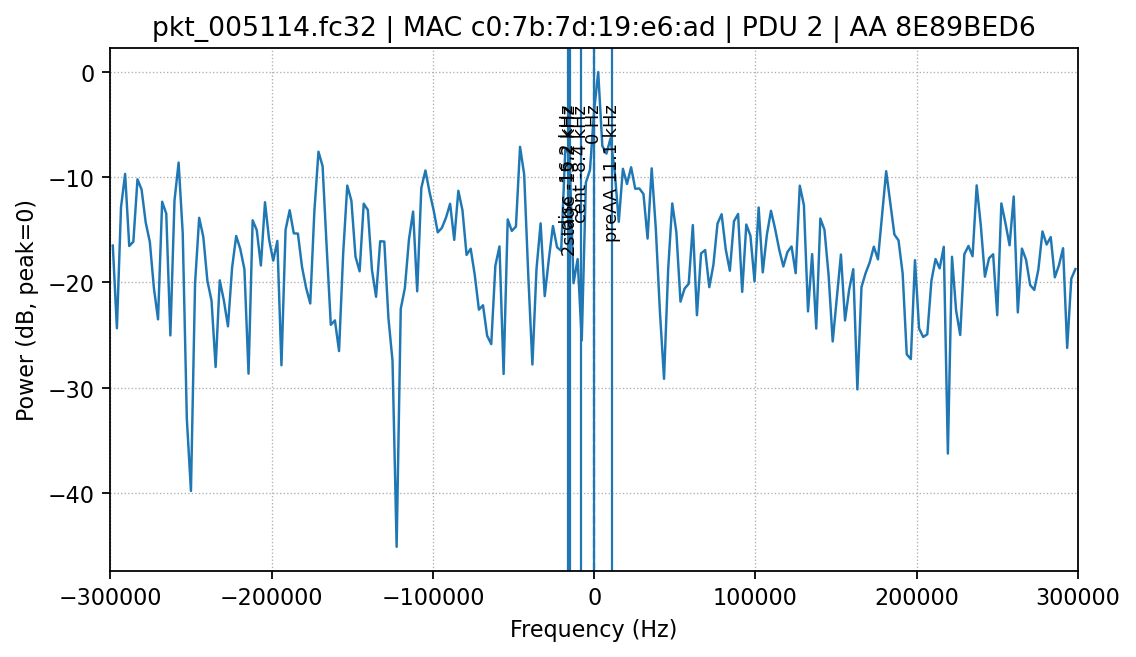 pkt_005114.fc32 | MAC c0:7b:7d:19:e6:ad | PDU 2 | AA 8E89BED6
Power (dB, peak=0)
0
−10
−20
−30
−40
cent -8.4 kHz
0 Hz
preAA 11.1 kHz
−300000
−200000
−100000
0
100000
200000
300000
Frequency (Hz)